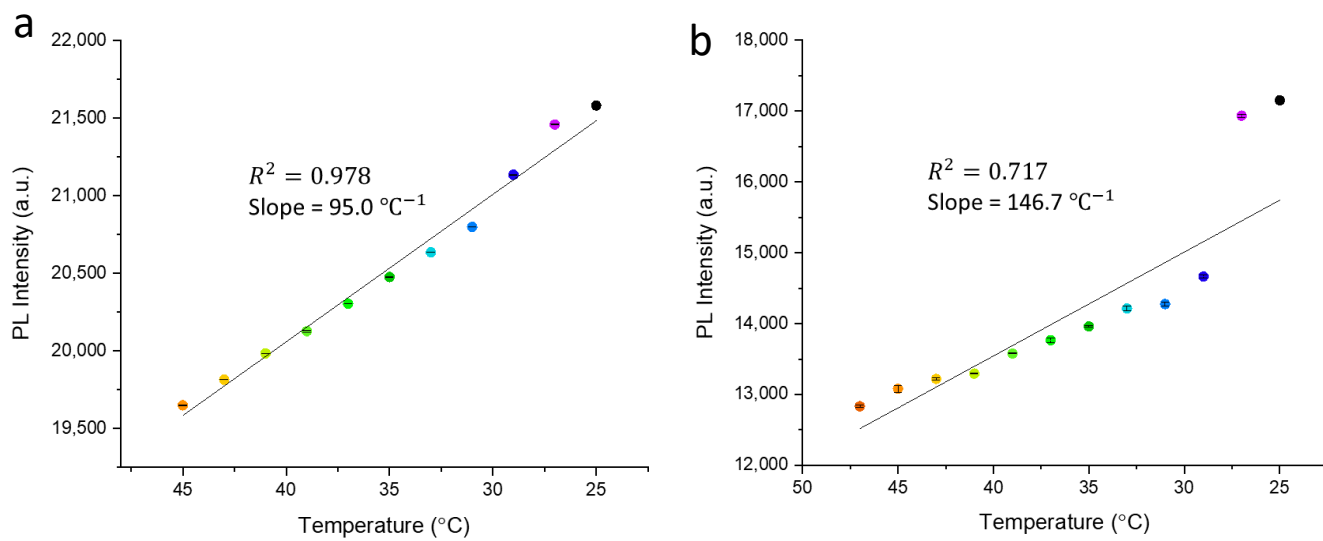 a
22,000
21,500
21,000
20,500
20,000
19,500
PL Intensity (a.u.)
R² = 0.978
Slope = 95.0 °C⁻¹
45
40
35
30
25
Temperature (°C)
b
18,000
17,000
16,000
15,000
14,000
13,000
12,000
PL Intensity (a.u.)
R² = 0.717
Slope = 146.7 °C⁻¹
50
45
40
35
30
25
Temperature (°C)